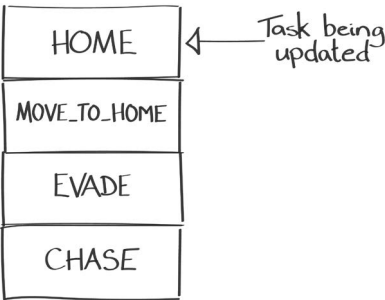 HOME
Task being
updated
MOVE_TO_HOME
EVADE
CHASE